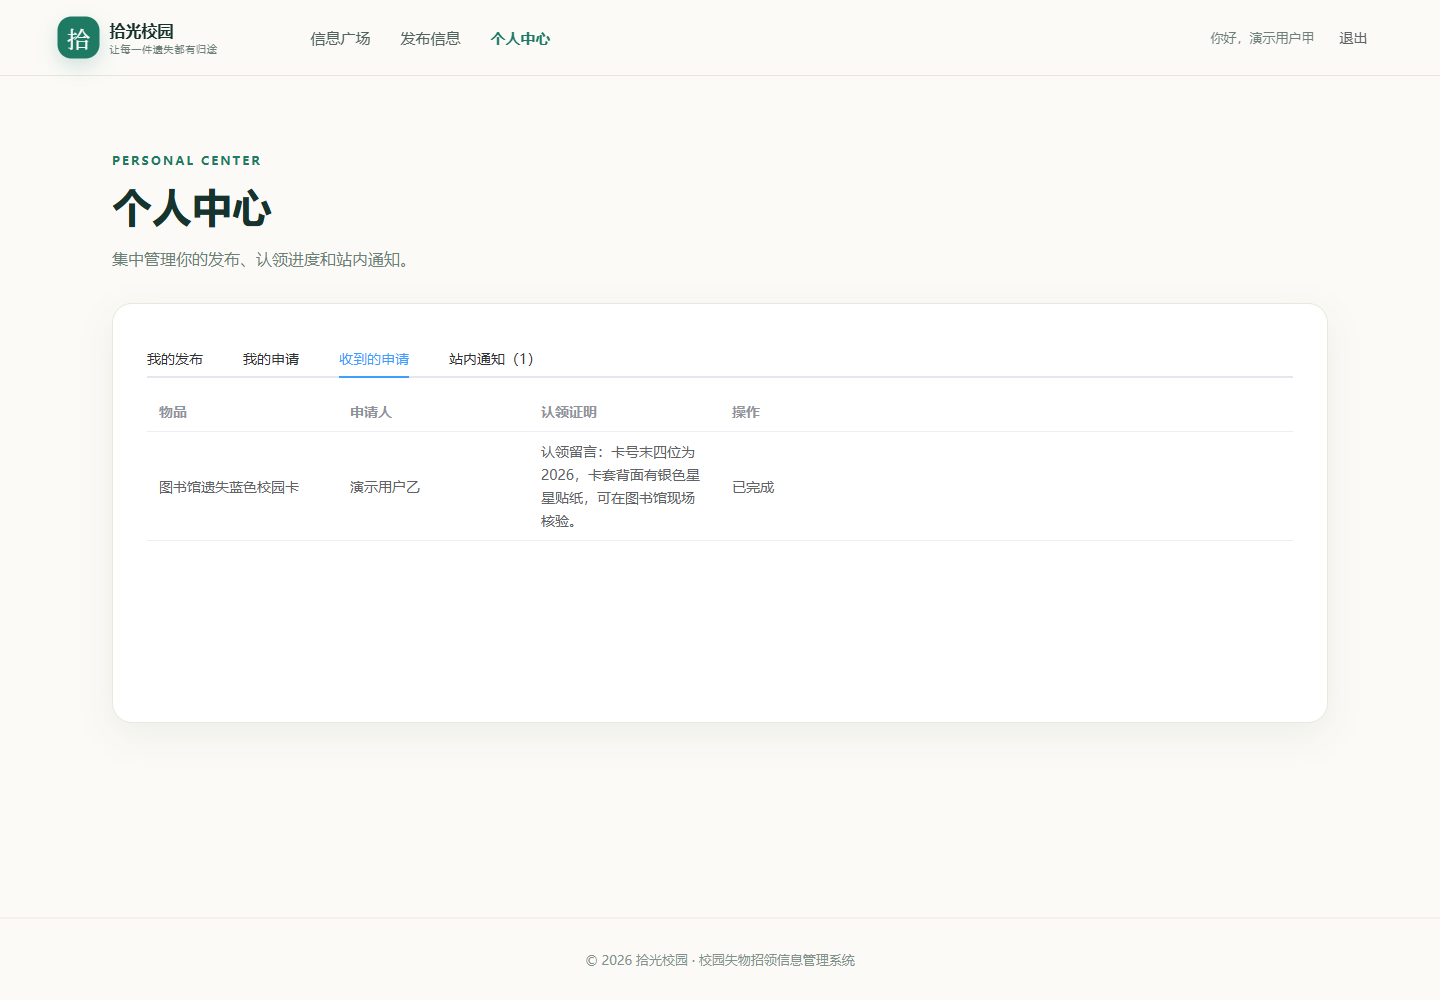 拾
拾光校园
让每一件遗失都有归途
信息广场 发布信息 个人中心
你好，演示用户甲 退出
PERSONAL CENTER
个人中心
集中管理你的发布、认领进度和站内通知。
我的发布 我的申请 收到的申请 站内通知（1）
物品 申请人 认领证明 操作
图书馆遗失蓝色校园卡 演示用户乙
认领留言：卡号末四位为
2026，卡套背面有银色星
星贴纸，可在图书馆现场
核验。
已完成
© 2026 拾光校园 · 校园失物招领信息管理系统